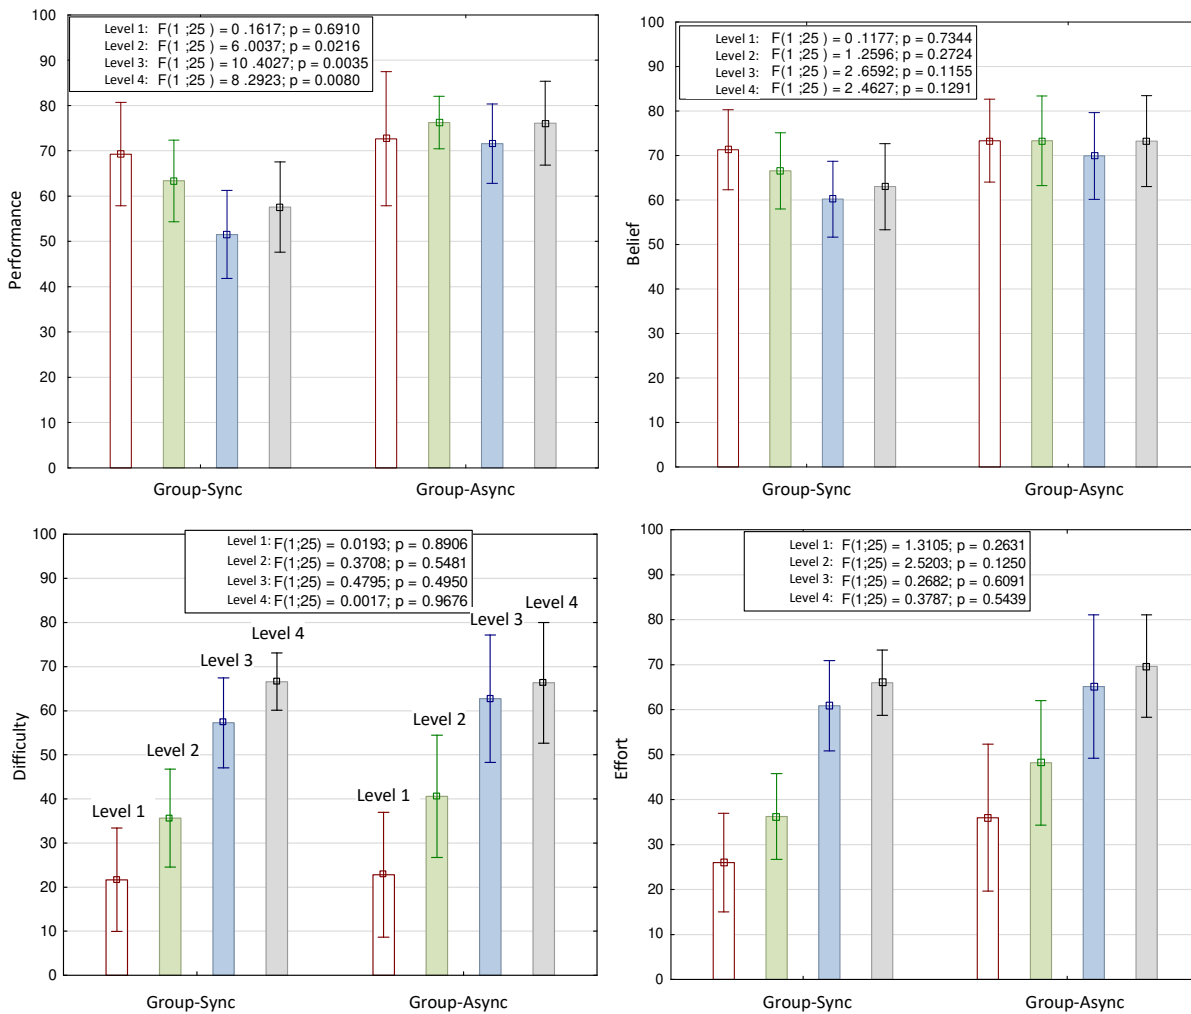 Level 1: F(1 ;25 ) = 0 .1617; p = 0.6910
Level 2: F(1 ;25 ) = 6 .0037; p = 0.0216
Level 3: F(1 ;25 ) = 10 .4027; p = 0.0035
Level 4: F(1 ;25 ) = 8 .2923; p = 0.0080
100
90
80
70
60
50
40
30
20
10
0
Performance
Group-Sync
Group-Async
Level 1: F(1 ;25 ) = 0 .1177; p = 0.7344
Level 2: F(1 ;25 ) = 1 .2596; p = 0.2724
Level 3: F(1 ;25 ) = 2 .6592; p = 0.1155
Level 4: F(1 ;25 ) = 2 .4627; p = 0.1291
100
90
80
70
60
50
40
30
20
10
0
Belief
Group-Sync
Group-Async
Level 1: F(1;25) = 0.0193; p = 0.8906
Level 2: F(1;25) = 0.3708; p = 0.5481
Level 3: F(1;25) = 0.4795; p = 0.4950
Level 4: F(1;25) = 0.0017; p = 0.9676
100
90
80
70
60
50
40
30
20
10
0
Difficulty
Level 1
Level 2
Level 3
Level 4
Level 1
Level 2
Level 3
Level 4
Group-Sync
Group-Async
Level 1: F(1;25) = 1.3105; p = 0.2631
Level 2: F(1;25) = 2.5203; p = 0.1250
Level 3: F(1;25) = 0.2682; p = 0.6091
Level 4: F(1;25) = 0.3787; p = 0.5439
100
90
80
70
60
50
40
30
20
10
0
Effort
Group-Sync
Group-Async